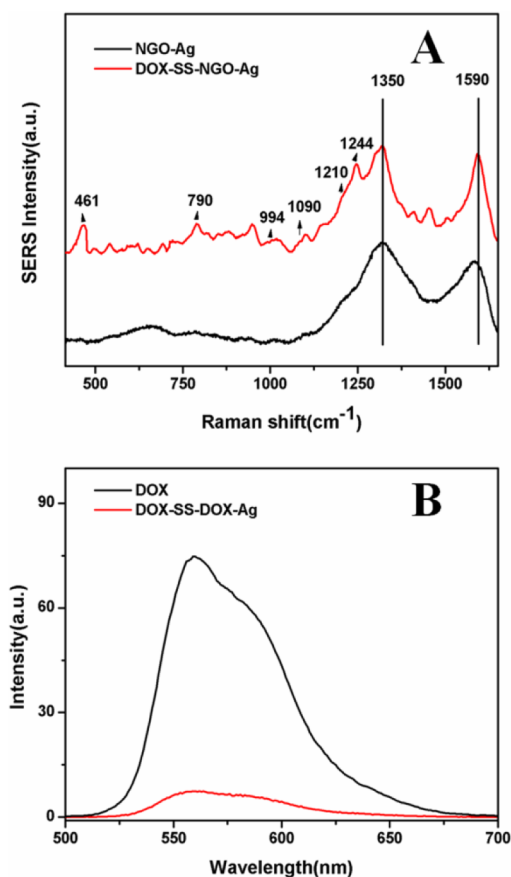 A
NGO-Ag
DOX-SS-NGO-Ag
1350
1590
1244
1210
461
790
994
1090
SERS Intensity(a.u.)
500
750
1000
1250
1500
Raman shift(cm-1)
B
DOX
DOX-SS-DOX-Ag
90
60
30
0
Intensity(a.u.)
500
550
600
650
700
Wavelength(nm)